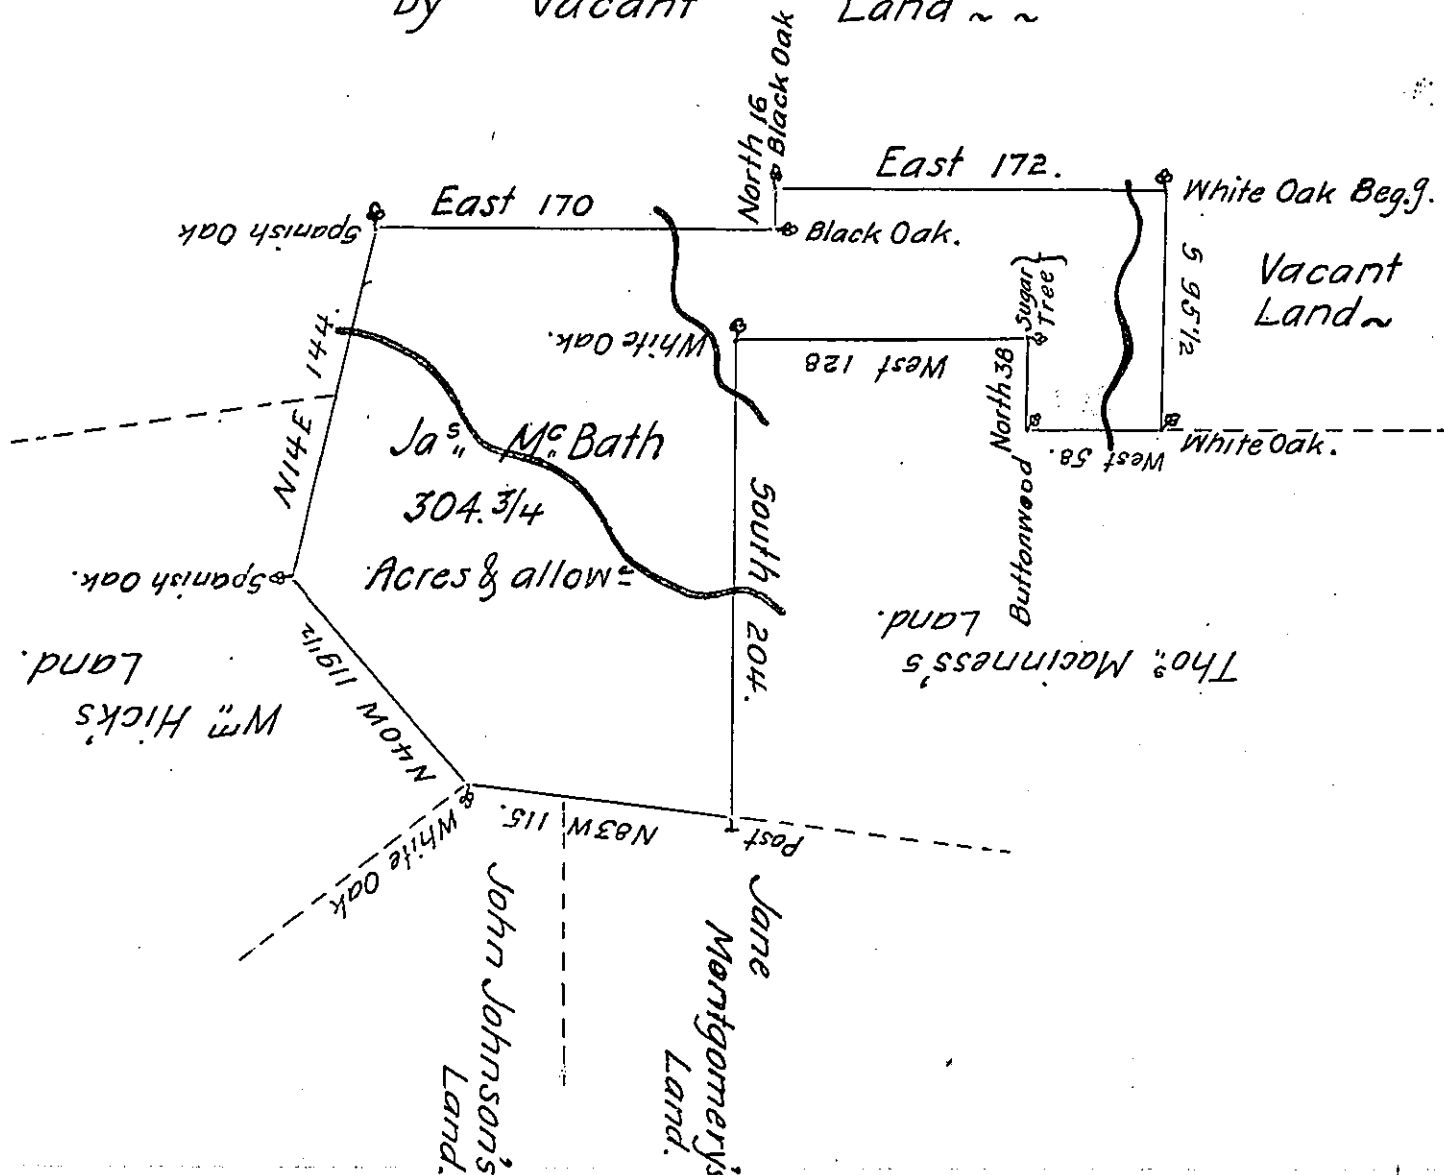 by Vacant Land ~ ~
North 16
Black Oak
East 172.
White Oak Beg.g.
East 170
Spanish Oak
Black Oak.
S 95 1/2
Vacant
Land ~
Sugar
Tree
White Oak.
West 128
North 38
N14E 144.
Jas. Mc. Bath
304. 3/4
Acres & allow=
West 58.
White Oak.
Buttonwood
South 204.
Spanish Oak.
Thos. Macinness's
Land.
Wm. Hick's
Land.
N40W 119 1/2
White Oak
N83W 115.
Post
John Johnson's
Land.
Jane
Montgomery's
Land.